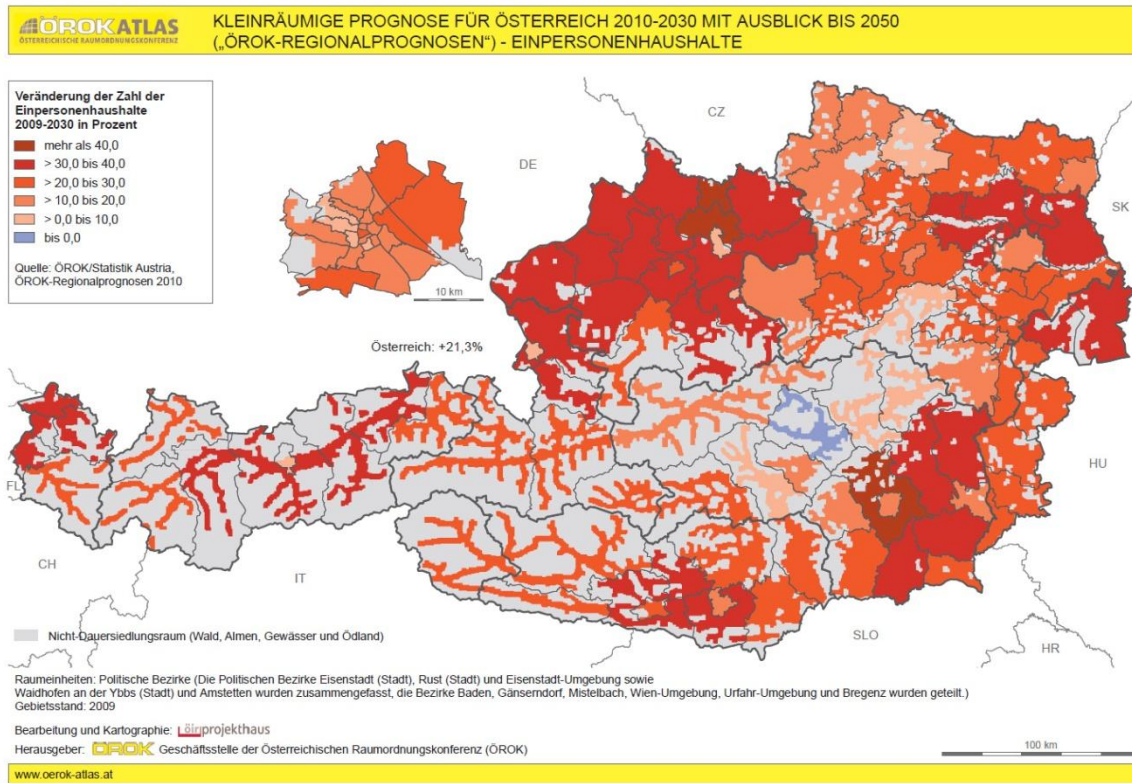 ÖROK ATLAS
ÖSTERREICHISCHE RAUMORDNUNGSKONFERENZ
KLEINRÄUMIGE PROGNOSE FÜR ÖSTERREICH 2010-2030 MIT AUSBLICK BIS 2050
(„ÖROK-REGIONALPROGNOSEN“) - EINPERSONENHAUSHALTE
Veränderung der Zahl der
Einpersonenhaushalte
2009-2030 in Prozent
mehr als 40,0
> 30,0 bis 40,0
> 20,0 bis 30,0
> 10,0 bis 20,0
> 0,0 bis 10,0
bis 0,0
Quelle: ÖROK/Statistik Austria,
ÖROK-Regionalprognosen 2010
CZ
DE
SK
10 km
Österreich: +21,3%
FL
HU
CH
IT
SLO
HR
Nicht-Dauersiedlungsraum (Wald, Almen, Gewässer und Ödland)
Raumeinheiten: Politische Bezirke (Die Politischen Bezirke Eisenstadt (Stadt), Rust (Stadt) und Eisenstadt-Umgebung sowie
Waidhofen an der Ybbs (Stadt) und Amstetten wurden zusammengefasst, die Bezirke Baden, Gänserndorf, Mistelbach, Wien-Umgebung, Urfahr-Umgebung und Bregenz wurden geteilt.)
Gebietsstand: 2009
Bearbeitung und Kartographie: projekthaus
Herausgeber: ÖROK Geschäftsstelle der Österreichischen Raumordnungskonferenz (ÖROK)
100 km
www.oerok-atlas.at